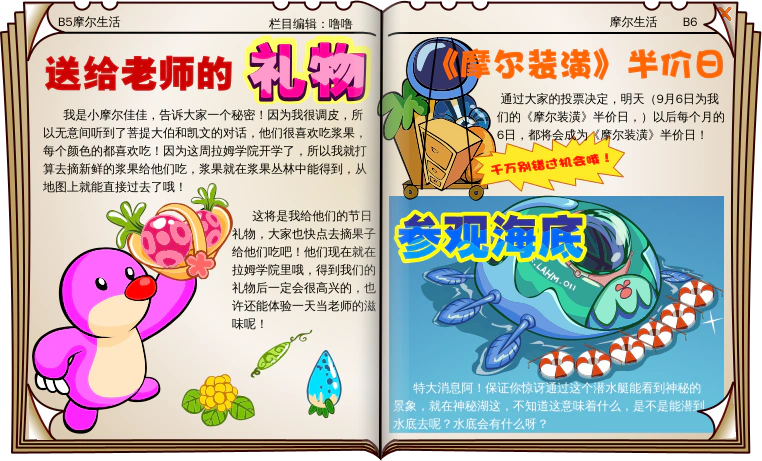 B5摩尔生活
栏目编辑：噜噜
送给老师的 礼物
我是小摩尔佳佳，告诉大家一个秘密！因为我很调皮，所
以无意间听到了菩提大伯和凯文的对话，他们很喜欢吃浆果，
每个颜色的都喜欢吃！因为这周拉姆学院开学了，所以我就打
算去摘新鲜的浆果给他们吃，浆果就在浆果丛林中能得到，从
地图上就能直接过去了哦！
这将是我给他们的节日
礼物，大家也快点去摘果子
给他们吃吧！他们现在就在
拉姆学院里哦，得到我们的
礼物后一定会很高兴的，也
许还能体验一天当老师的滋
味呢！
摩尔生活
B6
《摩尔装潢》半价日
通过大家的投票决定，明天（9月6日为我
们的《摩尔装潢》半价日，）以后每个月的
6日，都将会成为《摩尔装潢》半价日！
千万别错过机会哦！
参观海底
LAHM.011
特大消息阿！保证你惊讶通过这个潜水艇能看到神秘的
景象，就在神秘湖这，不知道这意味着什么，是不是能潜到
水底去呢？水底会有什么呀？